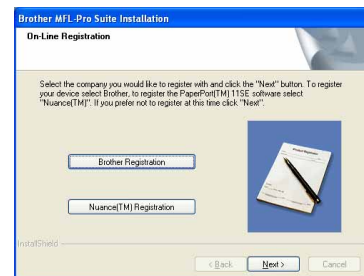 Brother MFL-Pro Suite Installation
On-Line Registration
Select the company you would like to register with and click the "Next" button. To register
your device select Brother, to register the PaperPort(TM) 11SE software select
"Nuance(TM)". If you prefer not to register at this time click "Next".
Brother Registration
Nuance(TM) Registration
InstallShield
< Back
Next >
Cancel